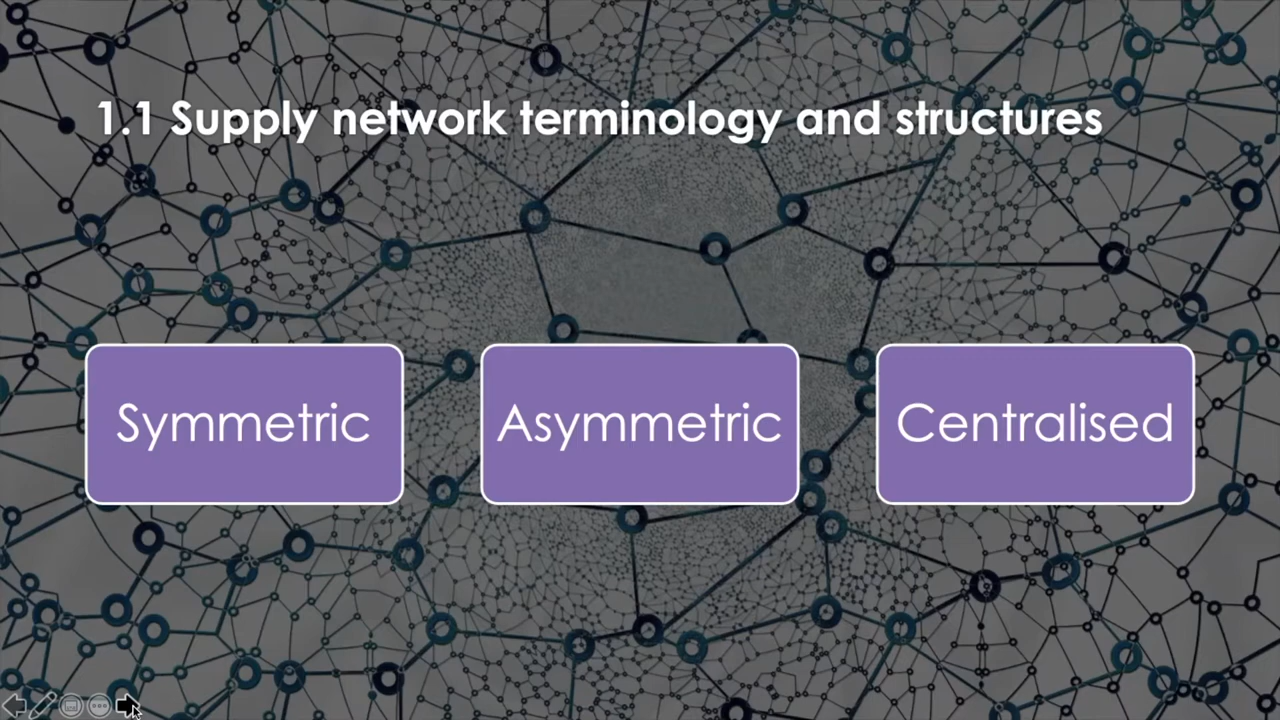 1.1 Supply network terminology and structures
Symmetric
Asymmetric
Centralised